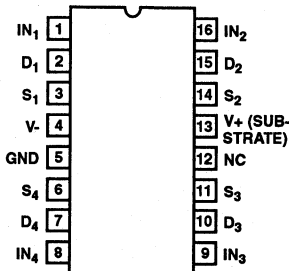 IN1 1 16 IN2
D1 2 15 D2
S1 3 14 S2
V- 4 13 V+ (SUB-
STRATE)
GND 5 12 NC
S4 6 11 S3
D4 7 10 D3
IN4 8 9 IN3